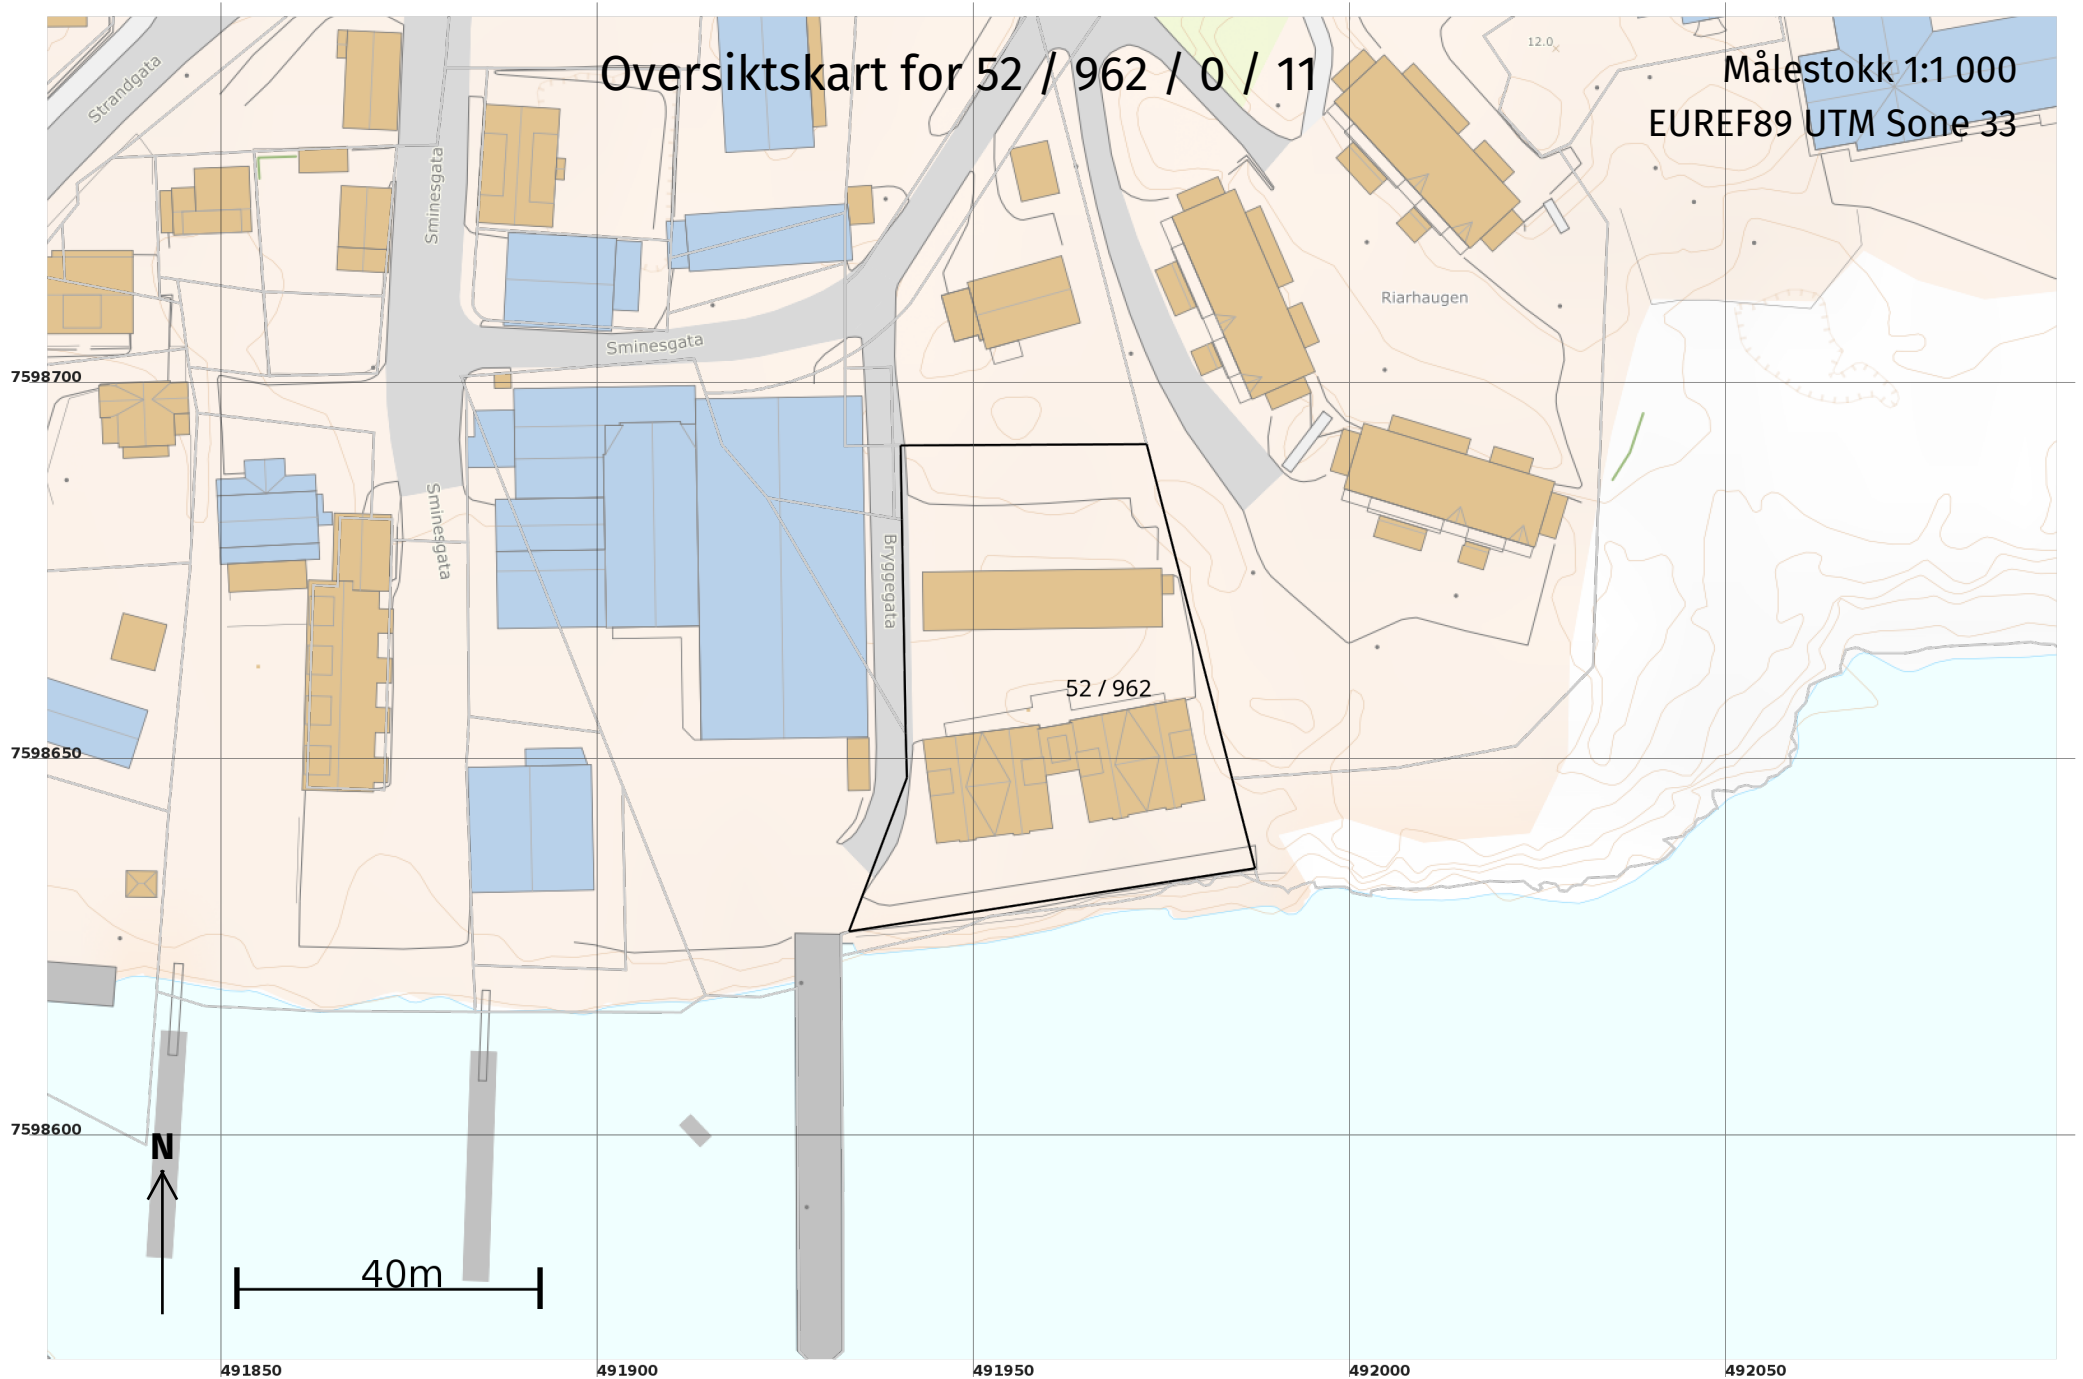 Oversiktskart for 52 / 962 / 0 / 11
Målestokk 1:1 000
EUREF89 UTM Sone 33
12.0
Strandgata
Sminesgata
Riarhaugen
Sminesgata
7598700
Sminesgata
Bryggegata
52 / 962
7598650
7598600
N
40m
491850
491900
491950
492000
492050